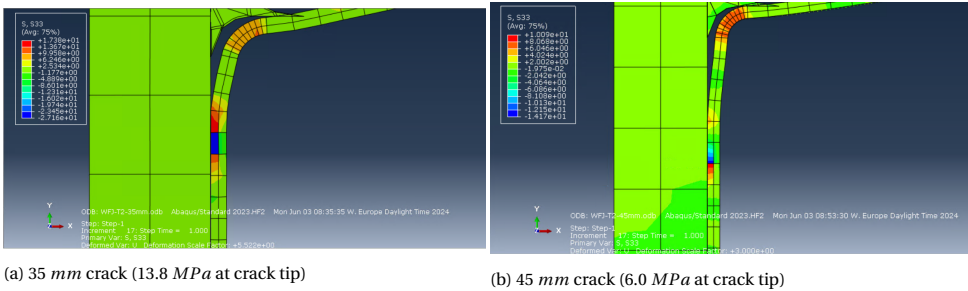 S, S33
(Avg: 75%)
+1.738e+01
+1.367e+01
+9.958e+00
+6.246e+00
+2.534e+00
-1.177e+00
-4.889e+00
-8.601e+00
-1.231e+01
-1.602e+01
-1.974e+01
-2.345e+01
-2.716e+01
Y
Z
X
ODB: WFJ-T2-35mm.odb Abaqus/Standard 2023.HF2 Mon Jun 03 08:35:35 W. Europe Daylight Time 2024
Step: Step-1
Increment 17: Step Time = 1.000
Primary Var: S, S33
Deformed Var: U Deformation Scale Factor: +5.522e+00
(a) 35 mm crack (13.8 MPa at crack tip)
S, S33
(Avg: 75%)
+1.009e+01
+8.068e+00
+6.046e+00
+4.024e+00
+2.002e+00
-1.975e-02
-2.042e+00
-4.064e+00
-6.086e+00
-8.108e+00
-1.013e+01
-1.215e+01
-1.417e+01
Y
Z
X
ODB: WFJ-T2-45mm.odb Abaqus/Standard 2023.HF2 Mon Jun 03 08:53:30 W. Europe Daylight Time 2024
Step: Step-1
Increment 17: Step Time = 1.000
Primary Var: S, S33
Deformed Var: U Deformation Scale Factor: +3.000e+00
(b) 45 mm crack (6.0 MPa at crack tip)